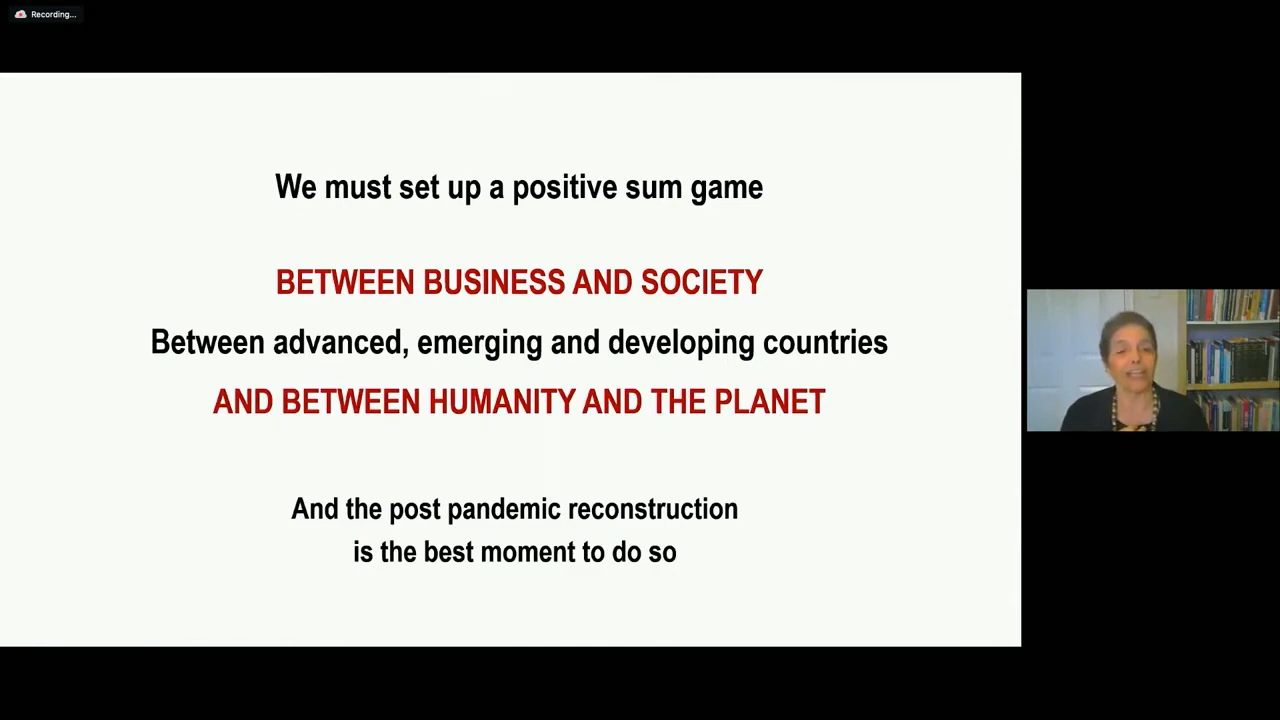 Recording...
We must set up a positive sum game
BETWEEN BUSINESS AND SOCIETY
Between advanced, emerging and developing countries
AND BETWEEN HUMANITY AND THE PLANET
And the post pandemic reconstruction
is the best moment to do so